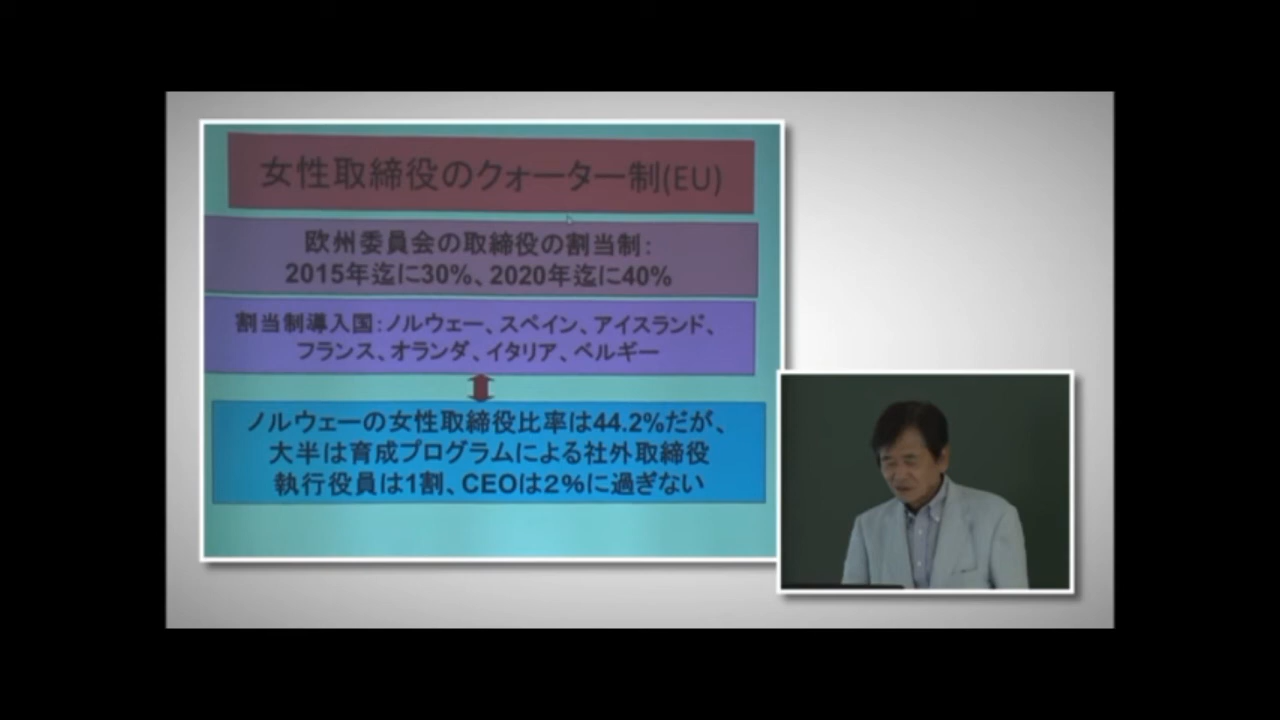 女性取締役のクォーター制(EU)
欧州委員会の取締役の割当制:
2015年迄に30%、2020年迄に40%
割当制導入国:ノルウェー、スペイン、アイスランド、
フランス、オランダ、イタリア、ベルギー
ノルウェーの女性取締役比率は44.2%だが、
大半は育成プログラムによる社外取締役
執行役員は1割、CEOは2%に過ぎない